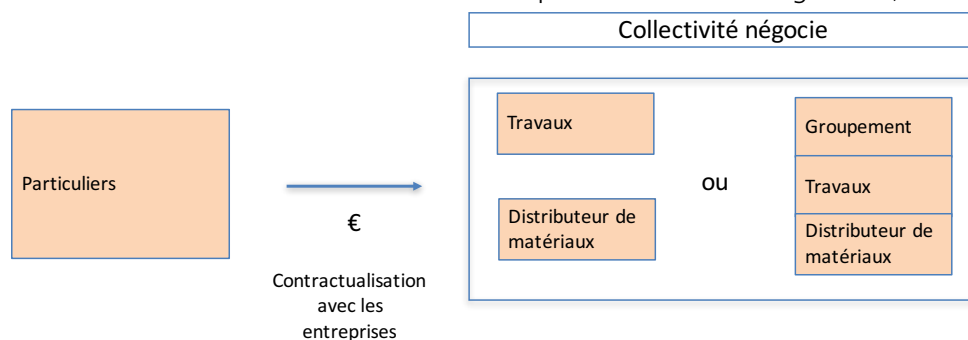 Collectivité négocie
Particuliers
€
Contractualisation
avec les
entreprises
Travaux
Distributeur de
matériaux
ou
Groupement
Travaux
Distributeur de
matériaux